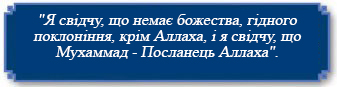 "Я свідчу, що немає божества, гідного
поклоніння, крім Аллаха, і я свідчу, що
Мухаммад - Посланець Аллаха".